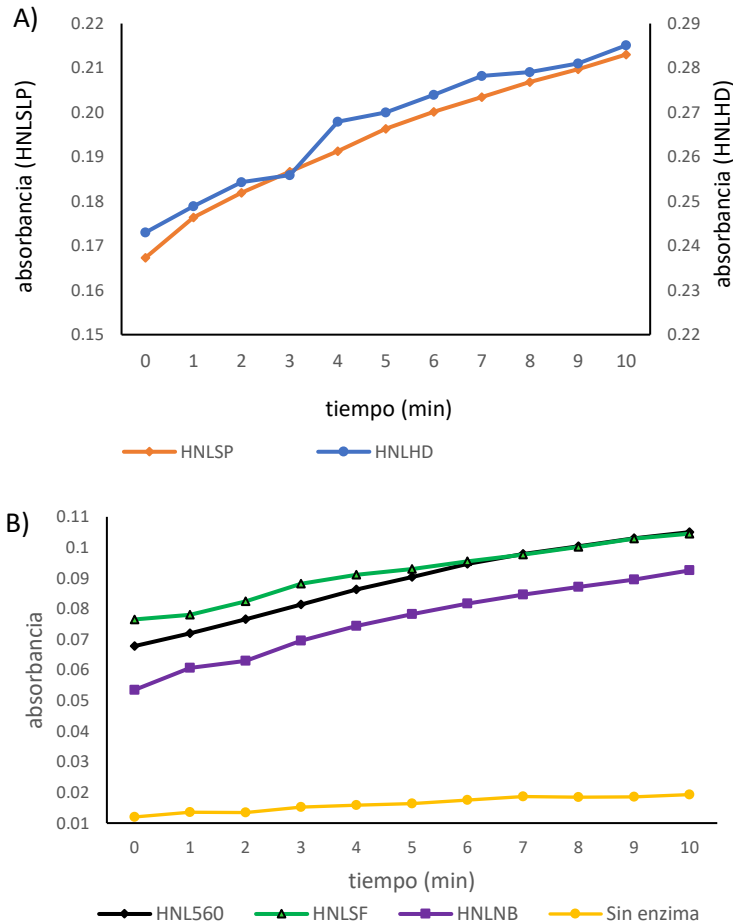 A)
0.22
0.21
0.20
0.19
0.18
0.17
0.16
0.15
absorbancia (HNLSLP)
0.29
0.28
0.27
0.26
0.25
0.24
0.23
0.22
absorbancia (HNLHD)
0 1 2 3 4 5 6 7 8 9 10
tiempo (min)
HNLSP HNLHD
B)
0.11
0.1
0.09
0.08
0.07
0.06
0.05
0.04
0.03
0.02
0.01
absorbancia
0 1 2 3 4 5 6 7 8 9 10
tiempo (min)
HNL560 HNLSF HNLNB Sin enzima